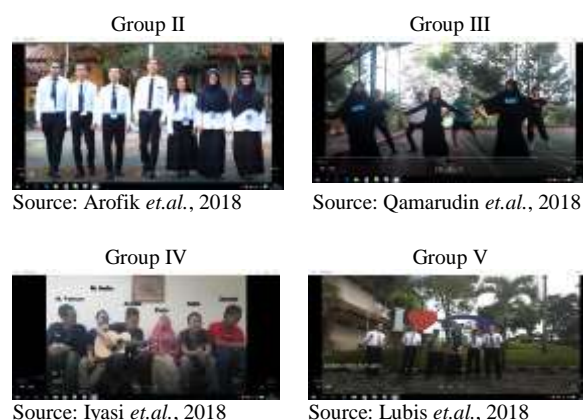 Group II
Group III
Source: Arofik et.al., 2018
Source: Qamarudin et.al., 2018
Group IV
Group V
I
Source: Iyasi et.al., 2018
Source: Lubis et.al., 2018